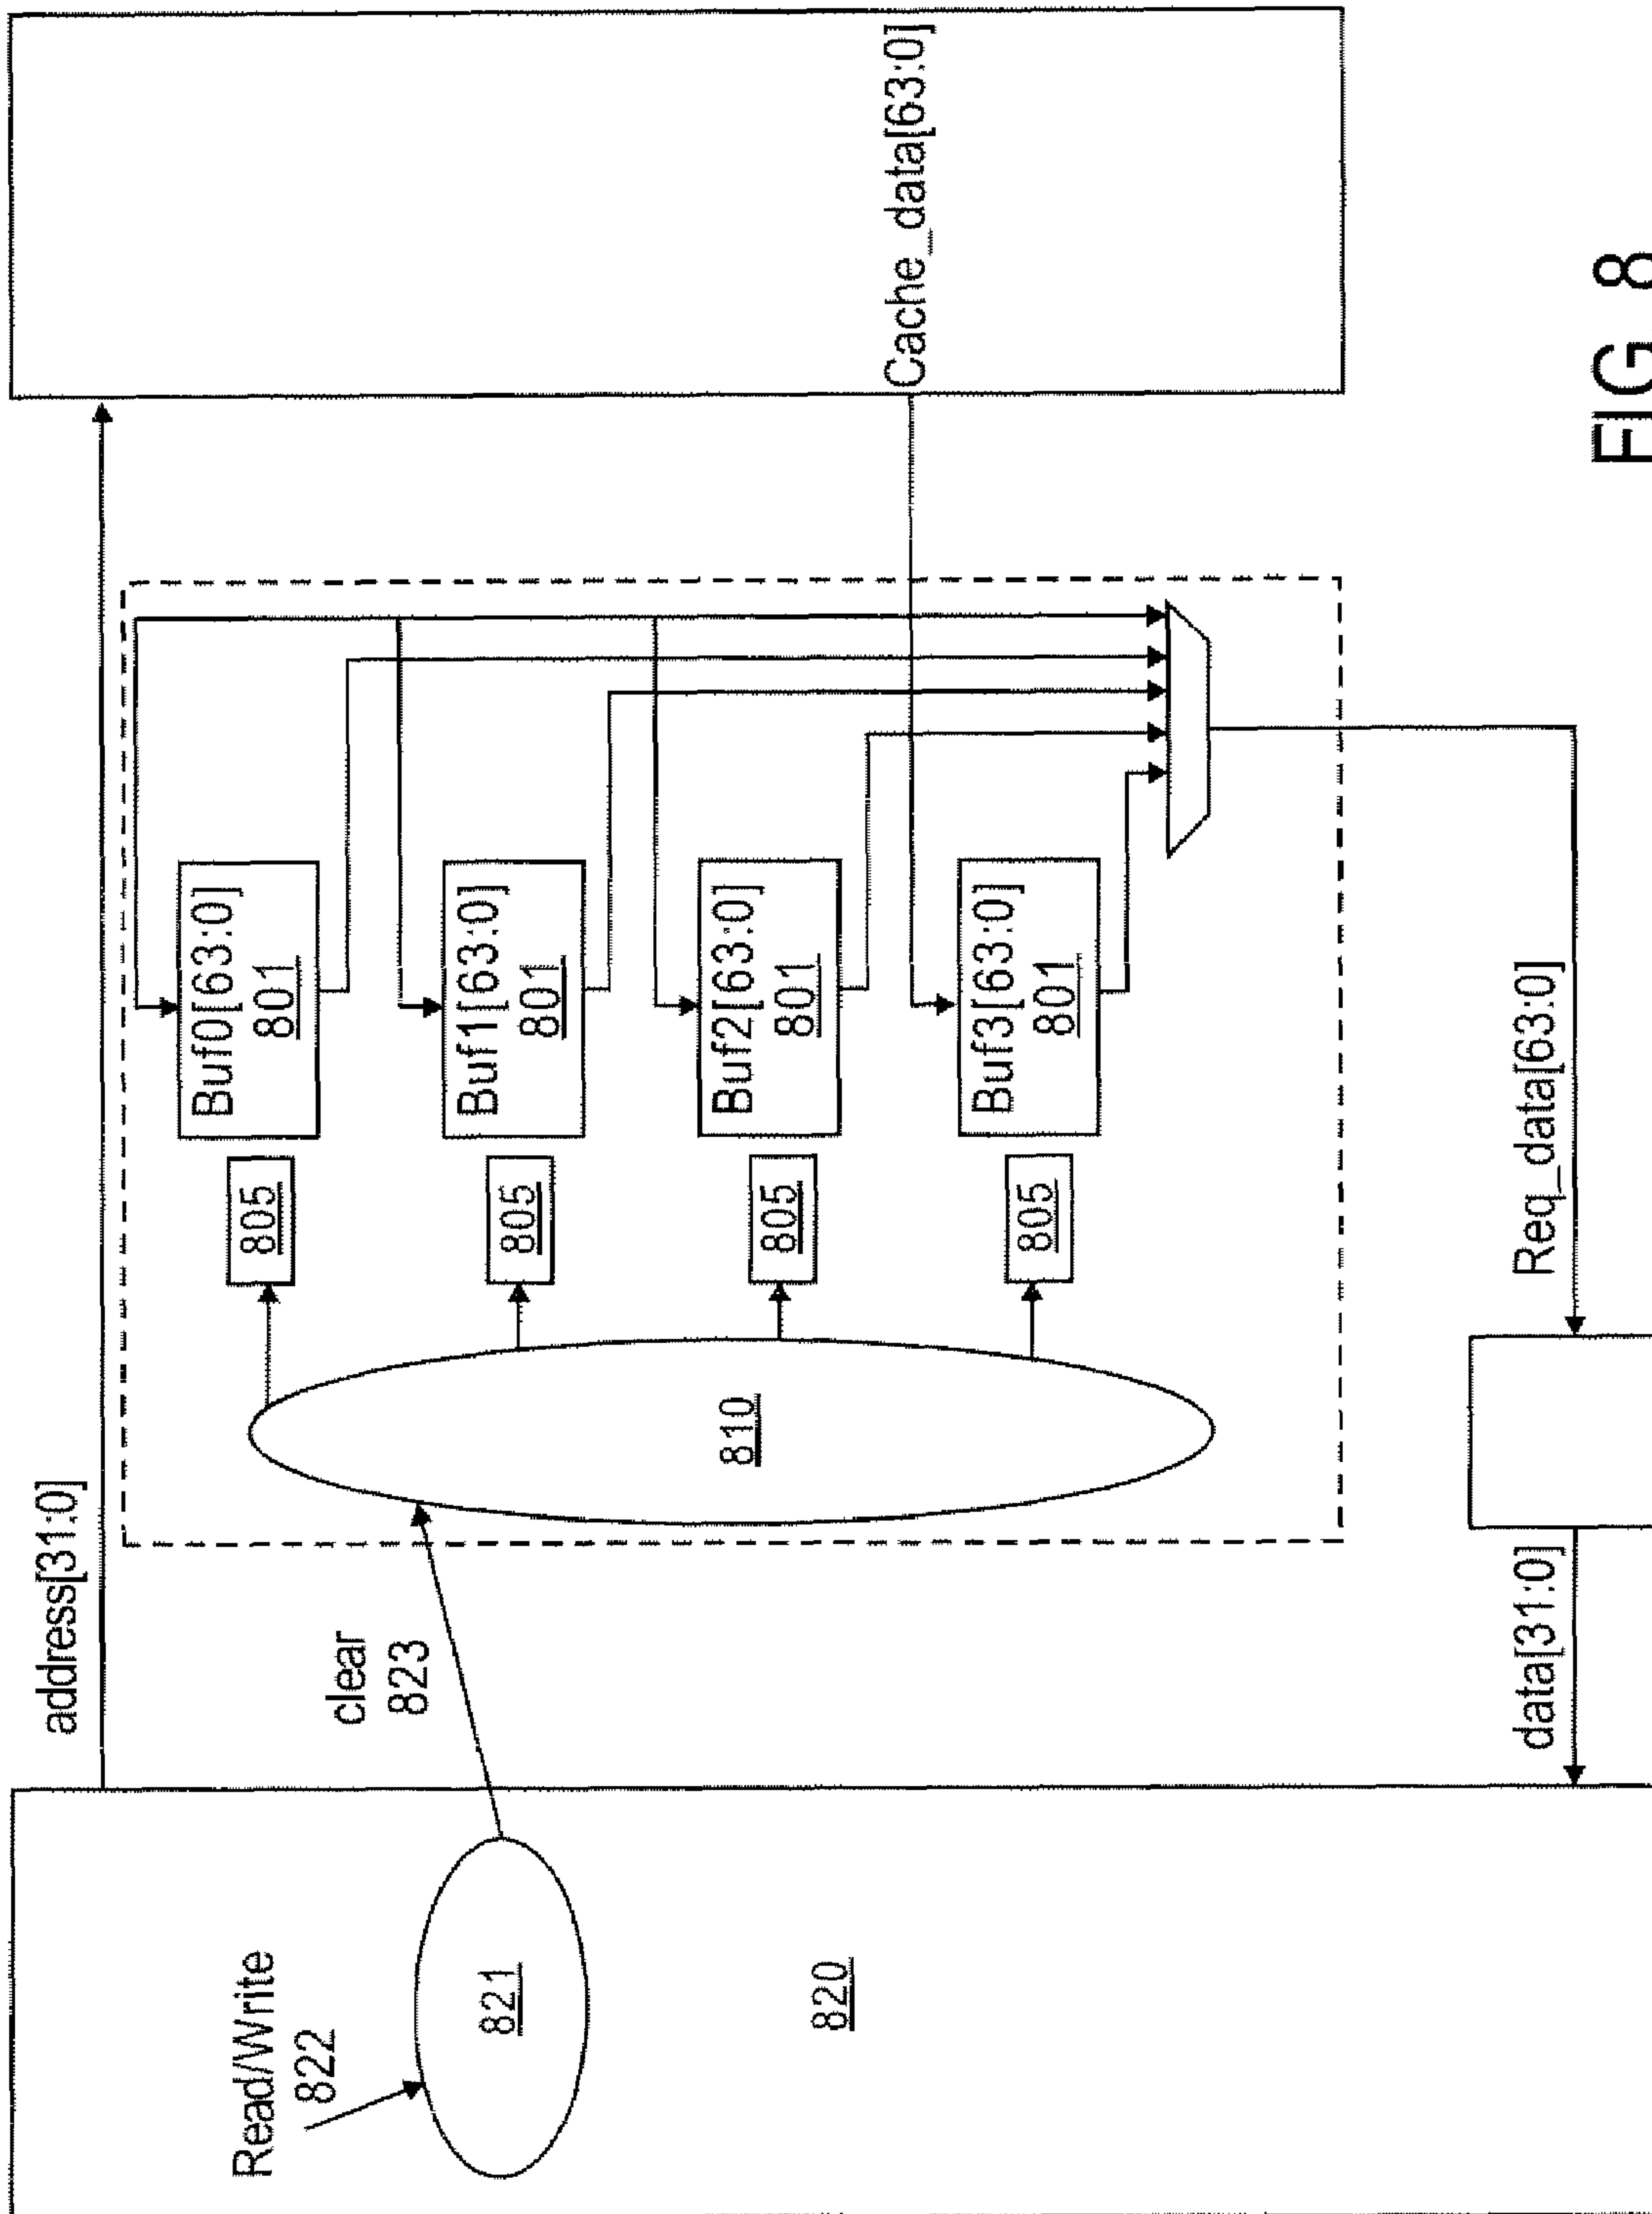 address[31:0]
Read/Write
822
821
820
clear
823
810
805
805
805
805
Buf0[63:0]
801
Buf1[63:0]
801
Buf2[63:0]
801
Buf3[63:0]
801
Cache_data[63:0]
data[31:0]
Req_data[63:0]
FIG 8